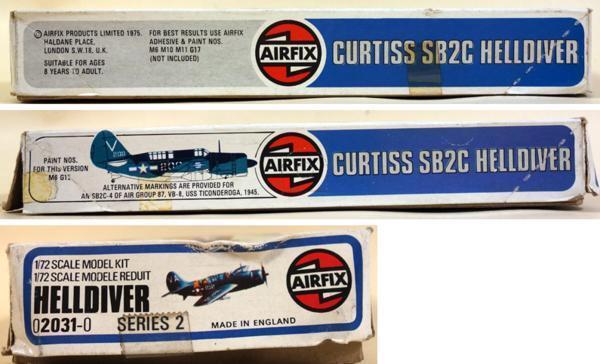 © AIRFIX PRODUCTS LIMITED 1975.
HALDANE PLACE,
LONDON S.W.18. U.K.
SUITABLE FOR AGES
8 YEARS TO ADULT.
FOR BEST RESULTS USE AIRFIX
ADHESIVE & PAINT NOS.
M6 M10 M11 G17
(NOT INCLUDED)
AIRFIX
CURTISS SB2C HELLDIVER
PAINT NOS.
FOR THIS VERSION
M6
V
ALTERNATIVE MARKINGS ARE PROVIDED FOR
AN SB2C-4 OF AIR GROUP 87, VB-8, USS TICONDEROGA, 1945.
AIRFIX
CURTISS SB2C HELLDIVER
1/72 SCALE MODEL KIT
1/72 SCALE MODELE REDUIT
HELLDIVER
02031-0 SERIES 2
MADE IN ENGLAND
AIRFIX